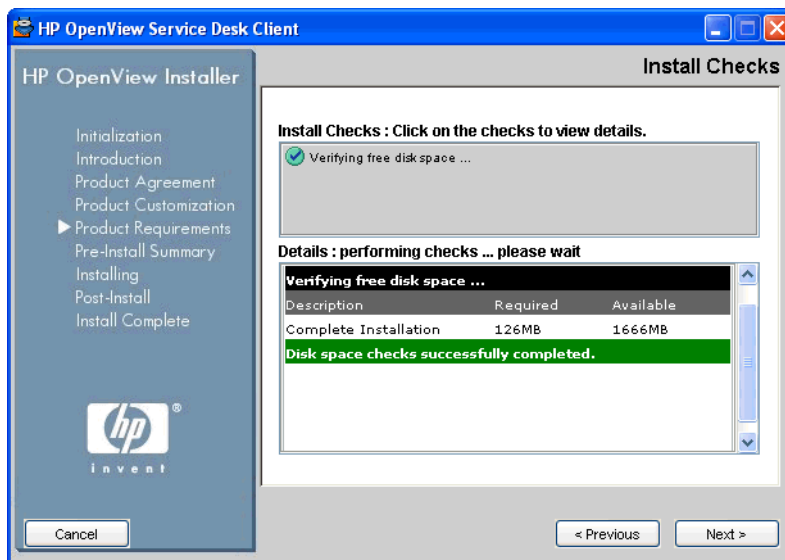 HP OpenView Service Desk Client
HP OpenView Installer
Initialization
Introduction
Product Agreement
Product Customization
Product Requirements
Pre-Install Summary
Installing
Post-Install
Install Complete
hp ®
invent
Cancel
Install Checks
Install Checks : Click on the checks to view details.
Verifying free disk space ...
Details : performing checks ... please wait
Verifying free disk space ...
Description Required Available
Complete Installation 126MB 1666MB
Disk space checks successfully completed.
< Previous Next >